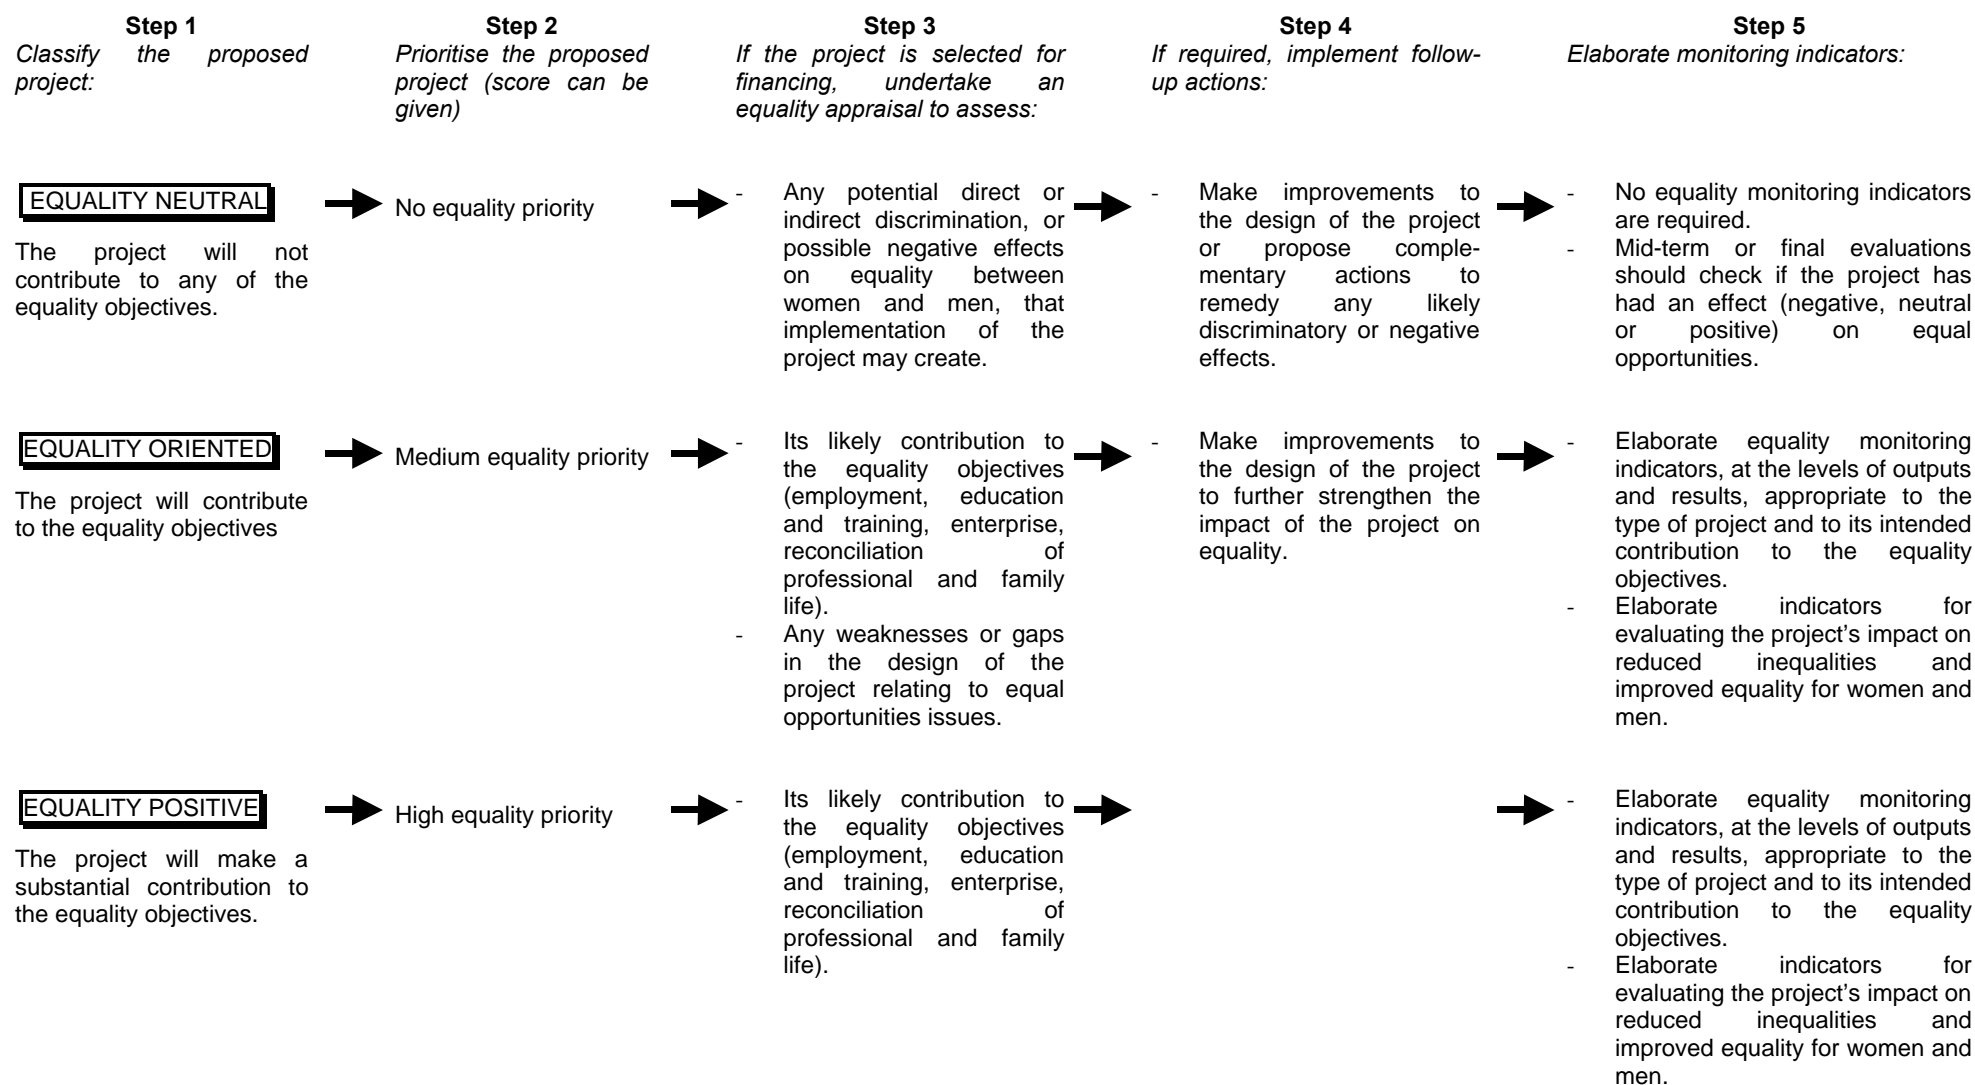 Step 1
Classify the proposed
project:
Step 2
Prioritise the proposed
project (score can be
given)
Step 3
If the project is selected for
financing, undertake an
equality appraisal to assess:
Step 4
If required, implement follow-
up actions:
Step 5
Elaborate monitoring indicators:
EQUALITY NEUTRAL
The project will not
contribute to any of the
equality objectives.
No equality priority
- Any potential direct or
indirect discrimination, or
possible negative effects
on equality between
women and men, that
implementation of the
project may create.
- Make improvements to
the design of the project
or propose comple-
mentary actions to
remedy any likely
discriminatory or negative
effects.
- No equality monitoring indicators
are required.
- Mid-term or final evaluations
should check if the project has
had an effect (negative, neutral
or positive) on equal
opportunities.
EQUALITY ORIENTED
The project will contribute
to the equality objectives
Medium equality priority
- Its likely contribution to
the equality objectives
(employment, education
and training, enterprise,
reconciliation of
professional and family
life).
- Any weaknesses or gaps
in the design of the
project relating to equal
opportunities issues.
- Make improvements to
the design of the project
to further strengthen the
impact of the project on
equality.
- Elaborate equality monitoring
indicators, at the levels of outputs
and results, appropriate to the
type of project and to its intended
contribution to the equality
objectives.
- Elaborate indicators for
evaluating the project's impact on
reduced inequalities and
improved equality for women and
men.
EQUALITY POSITIVE
The project will make a
substantial contribution to
the equality objectives.
High equality priority
- Its likely contribution to
the equality objectives
(employment, education
and training, enterprise,
reconciliation of
professional and family
life).
- Elaborate equality monitoring
indicators, at the levels of outputs
and results, appropriate to the
type of project and to its intended
contribution to the equality
objectives.
- Elaborate indicators for
evaluating the project's impact on
reduced inequalities and
improved equality for women and
men.